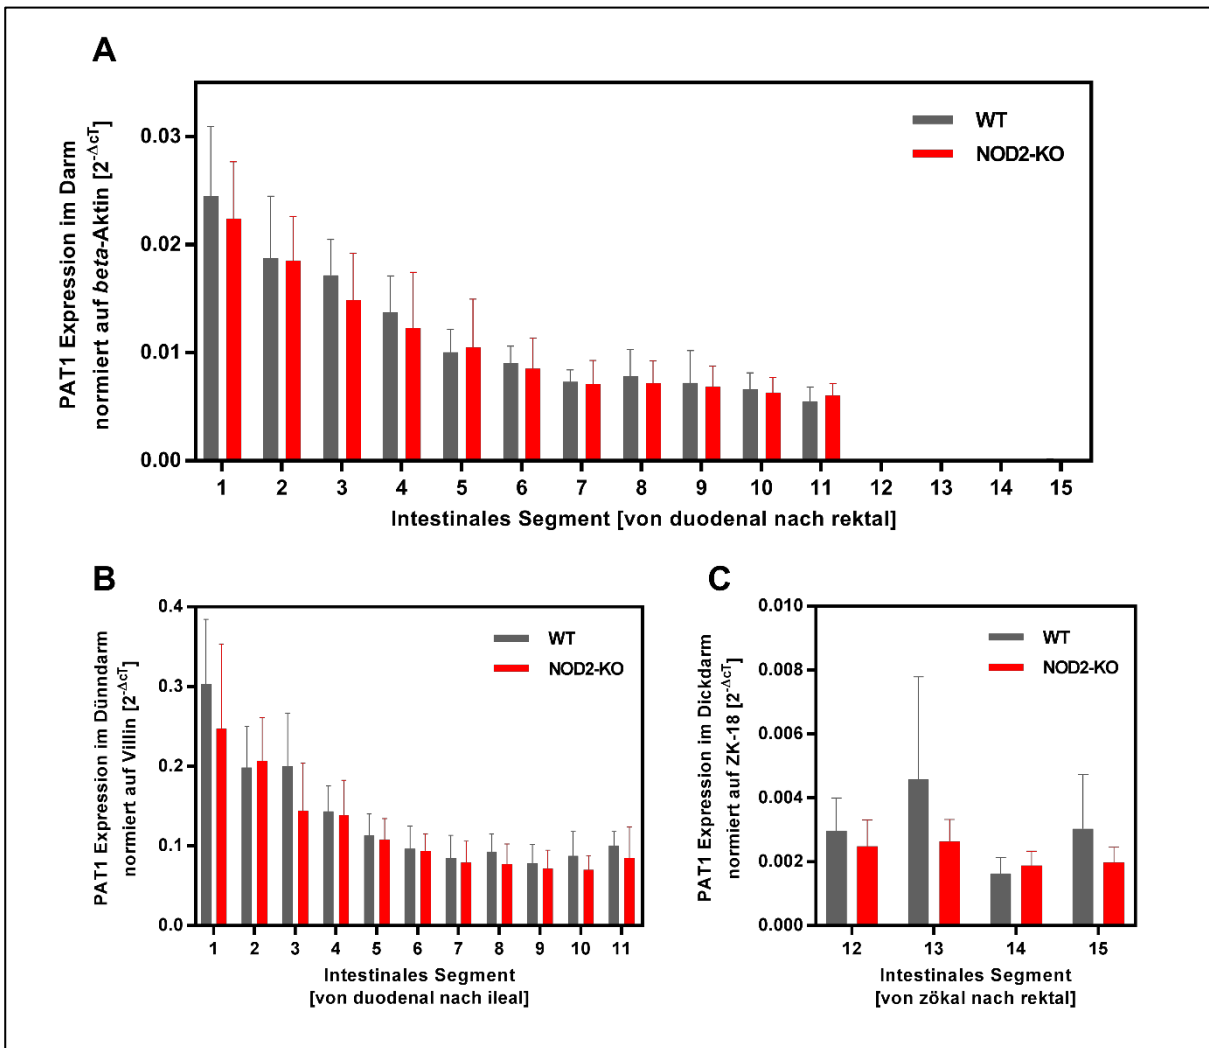 A
PAT1 Expression im Darm
normiert auf beta-Aktin [2-ΔcT]
0.03
0.02
0.01
0.00
WT
NOD2-KO
1 2 3 4 5 6 7 8 9 10 11 12 13 14 15
Intestinales Segment [von duodenal nach rektal]
B
PAT1 Expression im Dünndarm
normiert auf Villin [2-ΔcT]
0.4
0.3
0.2
0.1
0.0
WT
NOD2-KO
1 2 3 4 5 6 7 8 9 10 11
Intestinales Segment
[von duodenal nach ileal]
C
PAT1 Expression im Dickdarm
normiert auf ZK-18 [2-ΔcT]
0.010
0.008
0.006
0.004
0.002
0.000
WT
NOD2-KO
12 13 14 15
Intestinales Segment
[von zökal nach rektal]